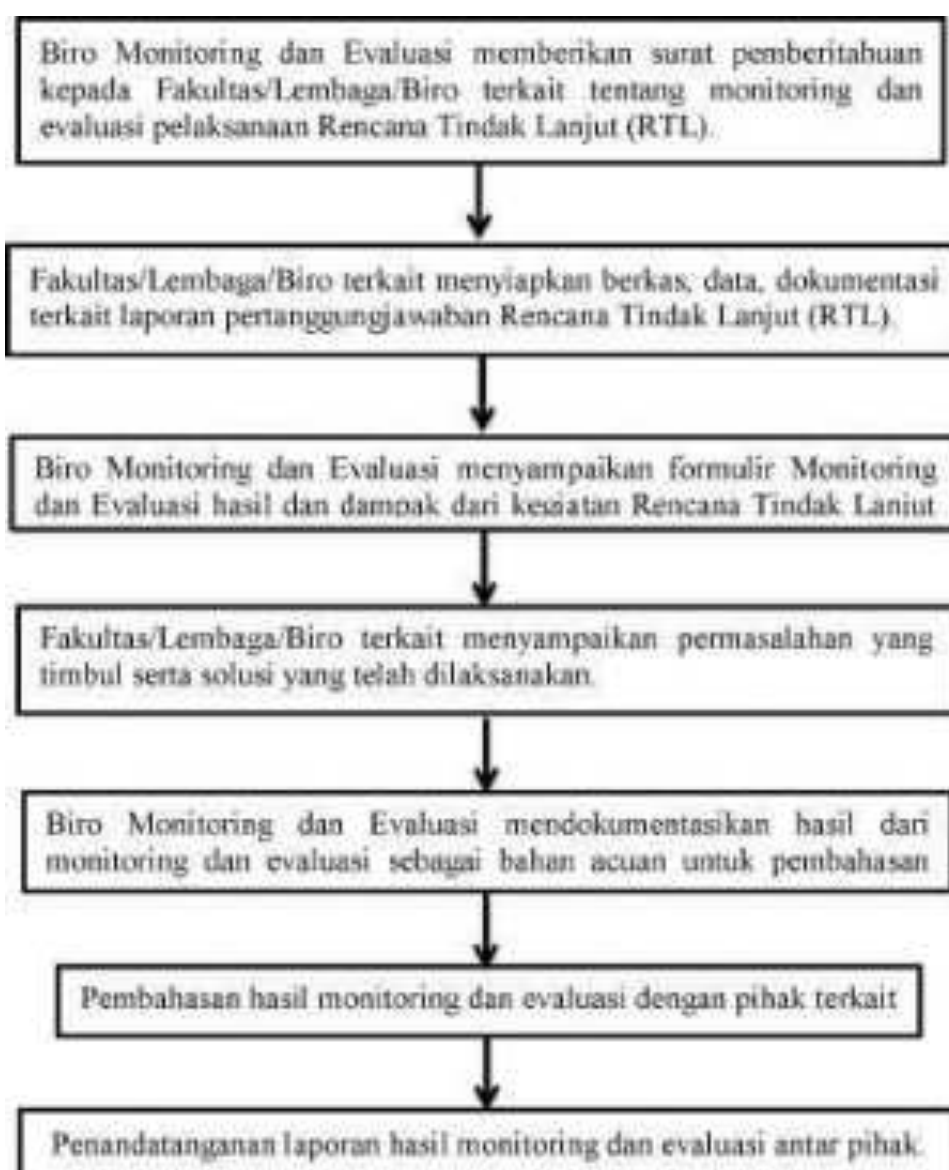 Biro Monitoring dan Evaluasi memberikan surat pemberitahuan
kepada Fakultas/Lembaga/Biro terkait tentang monitoring dan
evaluasi pelaksanaan Rencana Tindak Lanjut (RTL).
Fakultas/Lembaga/Biro terkait menyiapkan berkas, data, dokumentasi
terkait laporan pertanggungjawaban Rencana Tindak Lanjut (RTL).
Biro Monitoring dan Evaluasi menyampaikan formulir Monitoring
dan Evaluasi hasil dan dampak dari kegiatan Rencana Tindak Lanjut
Fakultas/Lembaga/Biro terkait menyampaikan permasalahan yang
timbul serta solusi yang telah dilaksanakan.
Biro Monitoring dan Evaluasi mendokumentasikan hasil dari
monitoring dan evaluasi sebagai bahan acuan untuk pembahasan
Pembahasan hasil monitoring dan evaluasi dengan pihak terkait
Penandatanganan laporan hasil monitoring dan evaluasi antar pihak.